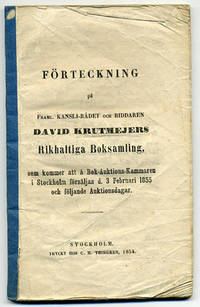 FÖRTECKNING
på
FRAML. KANSLI-RÅDET OCH RIDDAREN
DAVID KRUTMEJERS
Rikhaltiga Boksamling,
som kommer att å Bok-Auktions-Kammaren
i Stockholm försäljas d. 3 Februari 1855
och följande Auktionsdagar.
STOCKHOLM.
TRYCKT HOS C. M. THIMGREN, 1854.